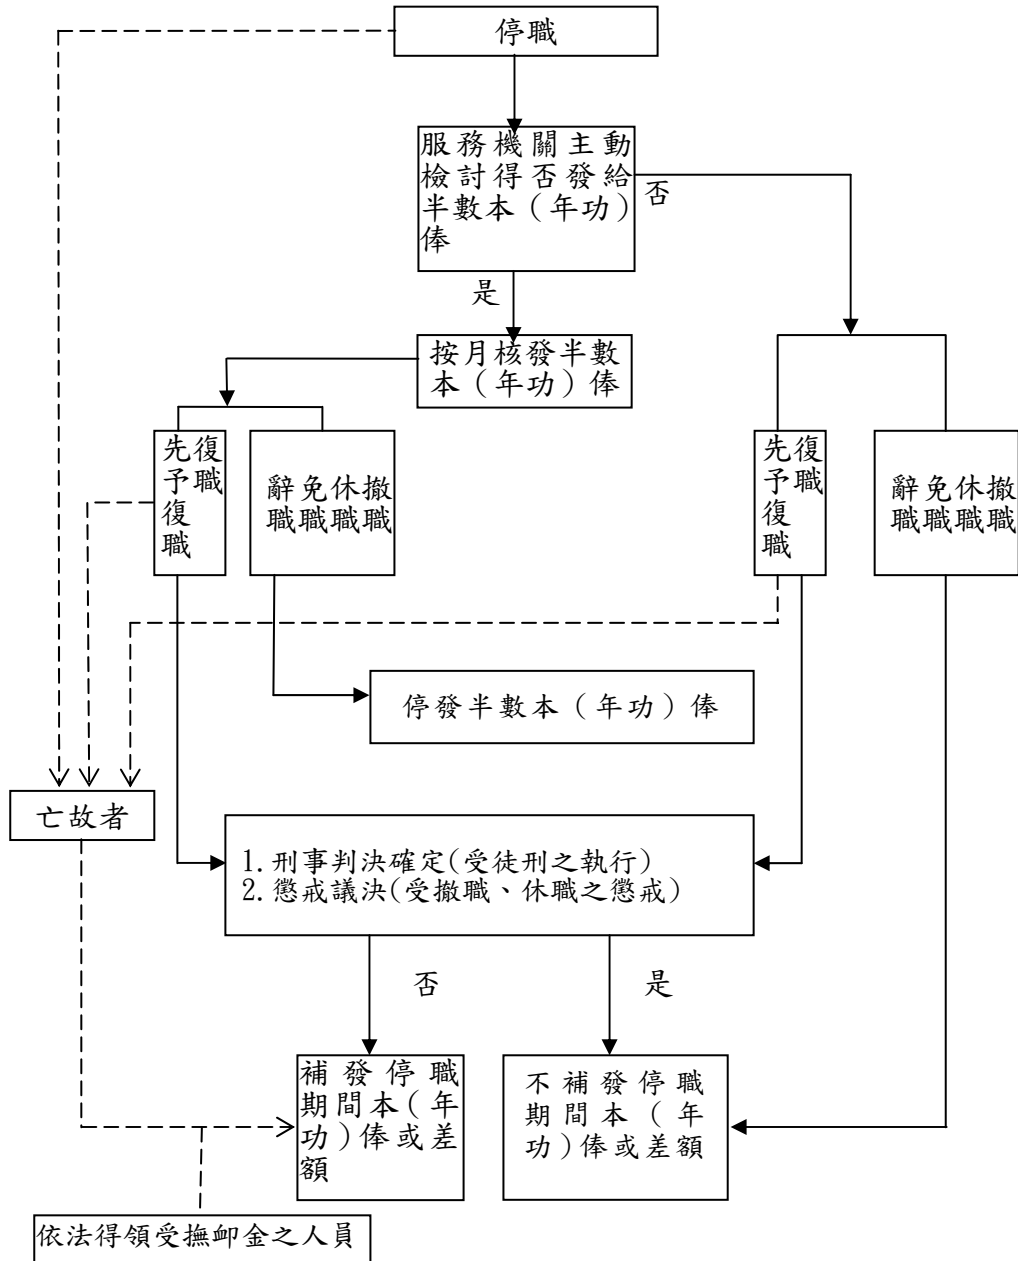 停職
服務機關主動
檢討得否發給
半數本（年功）
俸
否
是
按月核發半數
本（年功）俸
復職
先予復職
辭職
免職
休職
撤職
復職
先予復職
辭職
免職
休職
撤職
停發半數本（年功）俸
亡故者
1.刑事判決確定(受徒刑之執行)
2.懲戒議決(受撤職、休職之懲戒)
否
是
補發停職
期間本(年
功)俸或差
額
不補發停職
期間本（年
功)俸或差額
依法得領受撫卹金之人員